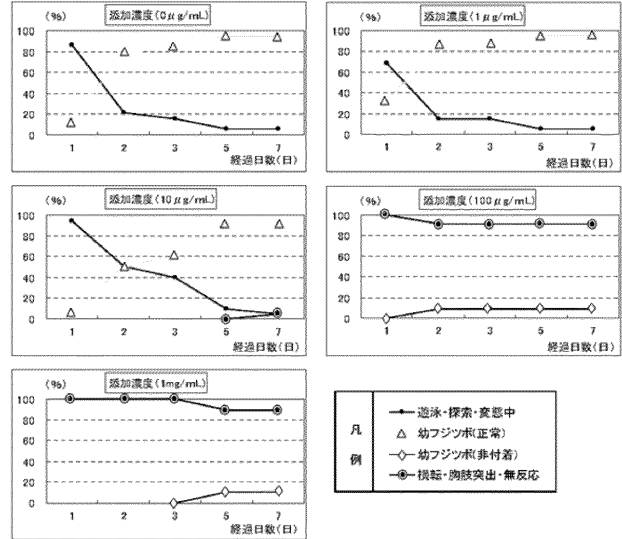 (%) 添加濃度(0μg/mL)
100
80
60
40
20
0
1 2 3 5 7
経過日数(日)
(%) 添加濃度(1μg/mL)
100
80
60
40
20
0
1 2 3 5 7
経過日数(日)
(%) 添加濃度(10μg/mL)
100
80
60
40
20
0
1 2 3 5 7
経過日数(日)
(%) 添加濃度(100μg/mL)
100
80
60
40
20
0
1 2 3 5 7
経過日数(日)
(%) 添加濃度(1mg/mL)
100
80
60
40
20
0
1 2 3 5 7
経過日数(日)
凡例
遊泳・探索・変態中
幼フジツボ(正常)
幼フジツボ(非付着)
横転・胸肢突出・無反応